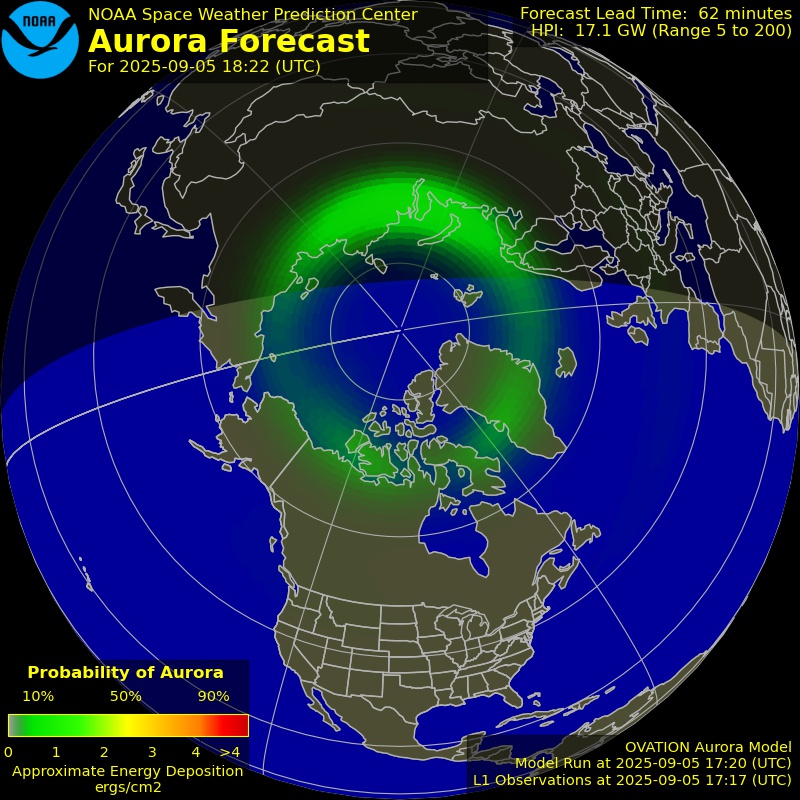 NOAA
NOAA Space Weather Prediction Center
Aurora Forecast
For 2025-09-05 18:22 (UTC)
Forecast Lead Time: 62 minutes
HPI: 17.1 GW (Range 5 to 200)
Probability of Aurora
10% 50% 90%
0 1 2 3 4 >4
Approximate Energy Deposition
ergs/cm2
OVATION Aurora Model
Model Run at 2025-09-05 17:20 (UTC)
L1 Observations at 2025-09-05 17:17 (UTC)